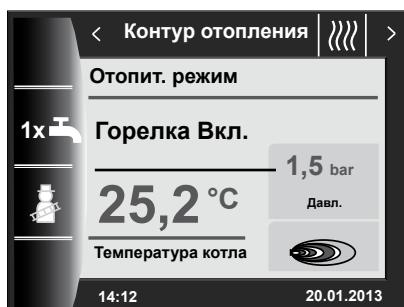 < Контур отопления >
Отопит. режим
1x
Горелка Вкл.
1,5 bar
25,2 °C
Давл.
Температура котла
14:12 20.01.2013